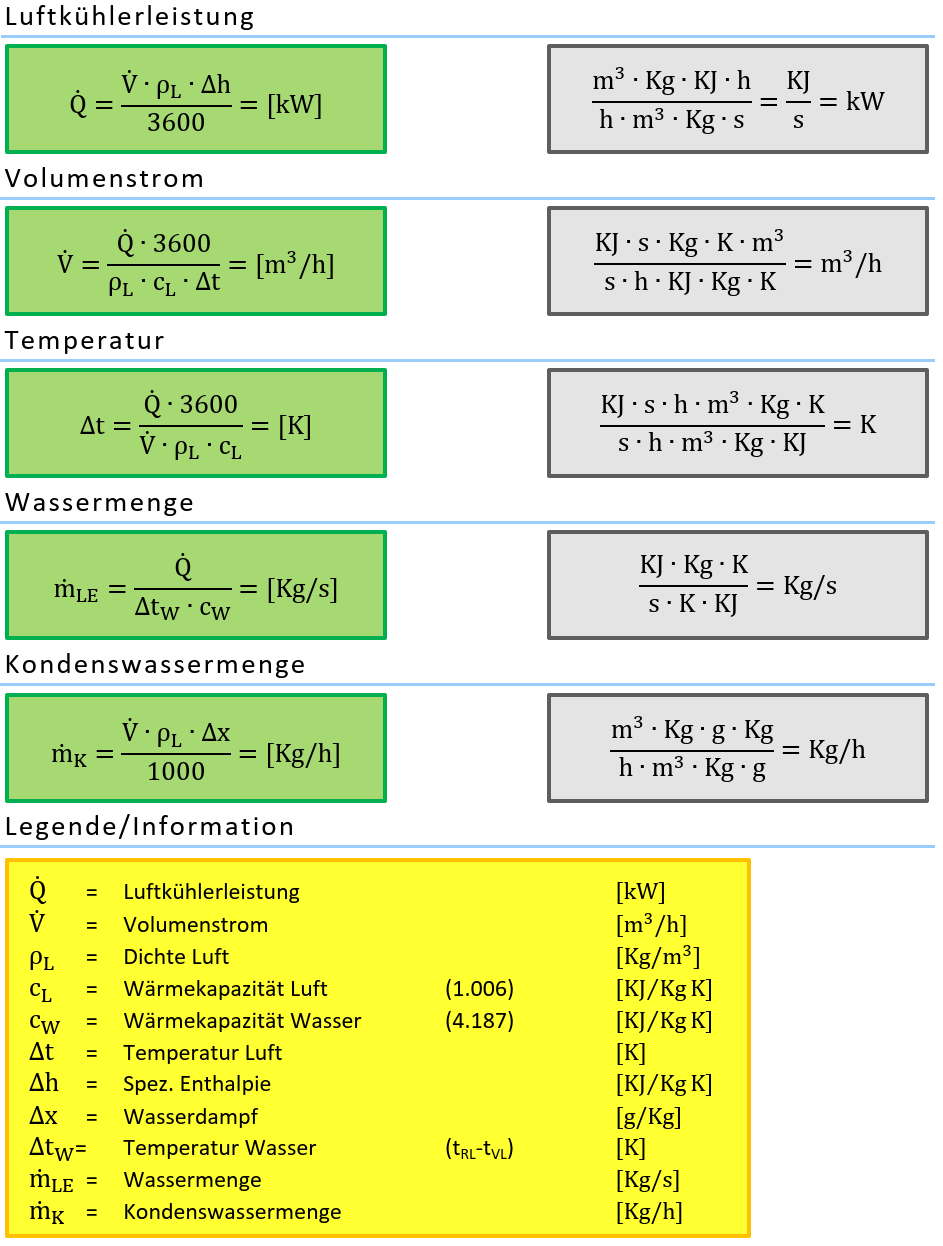 Luftkühlerleistung
Q̇ = (V̇ · ρL · Δh) / 3600 = [kW]
(m³ · Kg · KJ · h) / (h · m³ · Kg · s) = KJ / s = kW
Volumenstrom
V̇ = (Q̇ · 3600) / (ρL · cL · Δt) = [m³/h]
(KJ · s · Kg · K · m³) / (s · h · KJ · Kg · K) = m³/h
Temperatur
Δt = (Q̇ · 3600) / (V̇ · ρL · cL) = [K]
(KJ · s · h · m³ · Kg · K) / (s · h · m³ · Kg · KJ) = K
Wassermenge
ṁLE = Q̇ / (ΔtW · cW) = [Kg/s]
(KJ · Kg · K) / (s · K · KJ) = Kg/s
Kondenswassermenge
ṁK = (V̇ · ρL · Δx) / 1000 = [Kg/h]
(m³ · Kg · g · Kg) / (h · m³ · Kg · g) = Kg/h
Legende/Information
Q̇ = Luftkühlerleistung [kW]
V̇ = Volumenstrom [m³/h]
ρL = Dichte Luft [Kg/m³]
cL = Wärmekapazität Luft (1.006) [KJ/Kg K]
cW = Wärmekapazität Wasser (4.187) [KJ/Kg K]
Δt = Temperatur Luft [K]
Δh = Spez. Enthalpie [KJ/Kg K]
Δx = Wasserdampf [g/Kg]
ΔtW= Temperatur Wasser (tRL-tVL) [K]
ṁLE = Wassermenge [Kg/s]
ṁK = Kondenswassermenge [Kg/h]